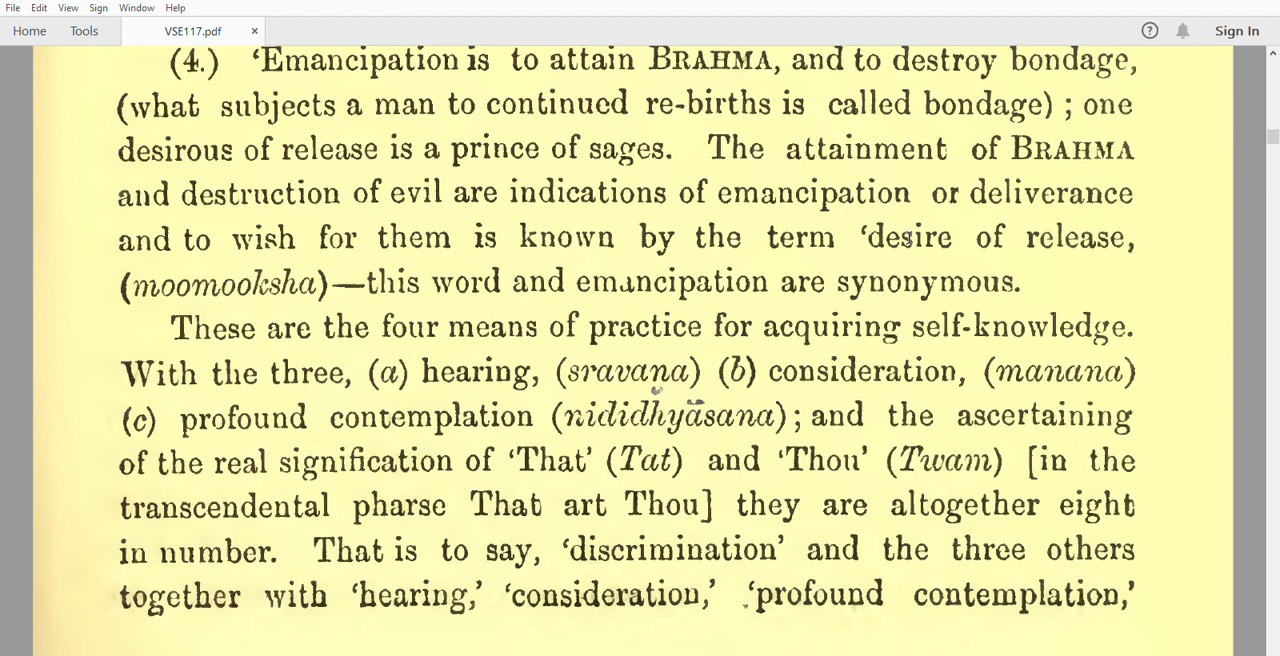 File Edit View Sign Window Help
Home Tools VSE117.pdf × ? Sign In
(4.) ‘Emancipation is to attain BRAHMA, and to destroy bondage,
(what subjects a man to continued re-births is called bondage) ; one
desirous of release is a prince of sages. The attainment of BRAHMA
and destruction of evil are indications of emancipation or deliverance
and to wish for them is known by the term ‘desire of release,
(moomooksha)—this word and emancipation are synonymous.
These are the four means of practice for acquiring self-knowledge.
With the three, (a) hearing, (sravana) (b) consideration, (manana)
(c) profound contemplation (nididhyāsana) ; and the ascertaining
of the real signification of ‘That’ (Tat) and ‘Thou’ (Twam) [in the
transcendental pharse That art Thou] they are altogether eight
in number. That is to say, ‘discrimination’ and the three others
together with ‘hearing,’ ‘consideration,’ ‘profound contemplation,’